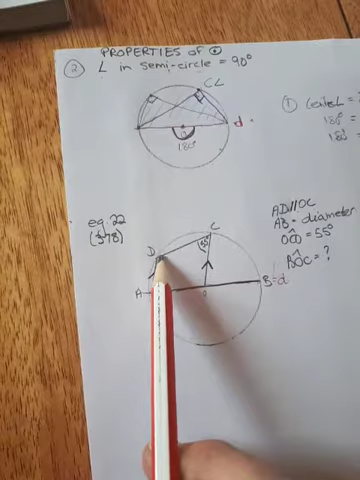 PROPERTIES OF ⊙
② L in semi-circle = 90°
CL
d.
180°
① Centre L =
180° =
180°
eg. 22
(378)
D
C
55°
A
O
B = d
AD//OC
AB = diameter
OĈD = 55°
BÔC = ?